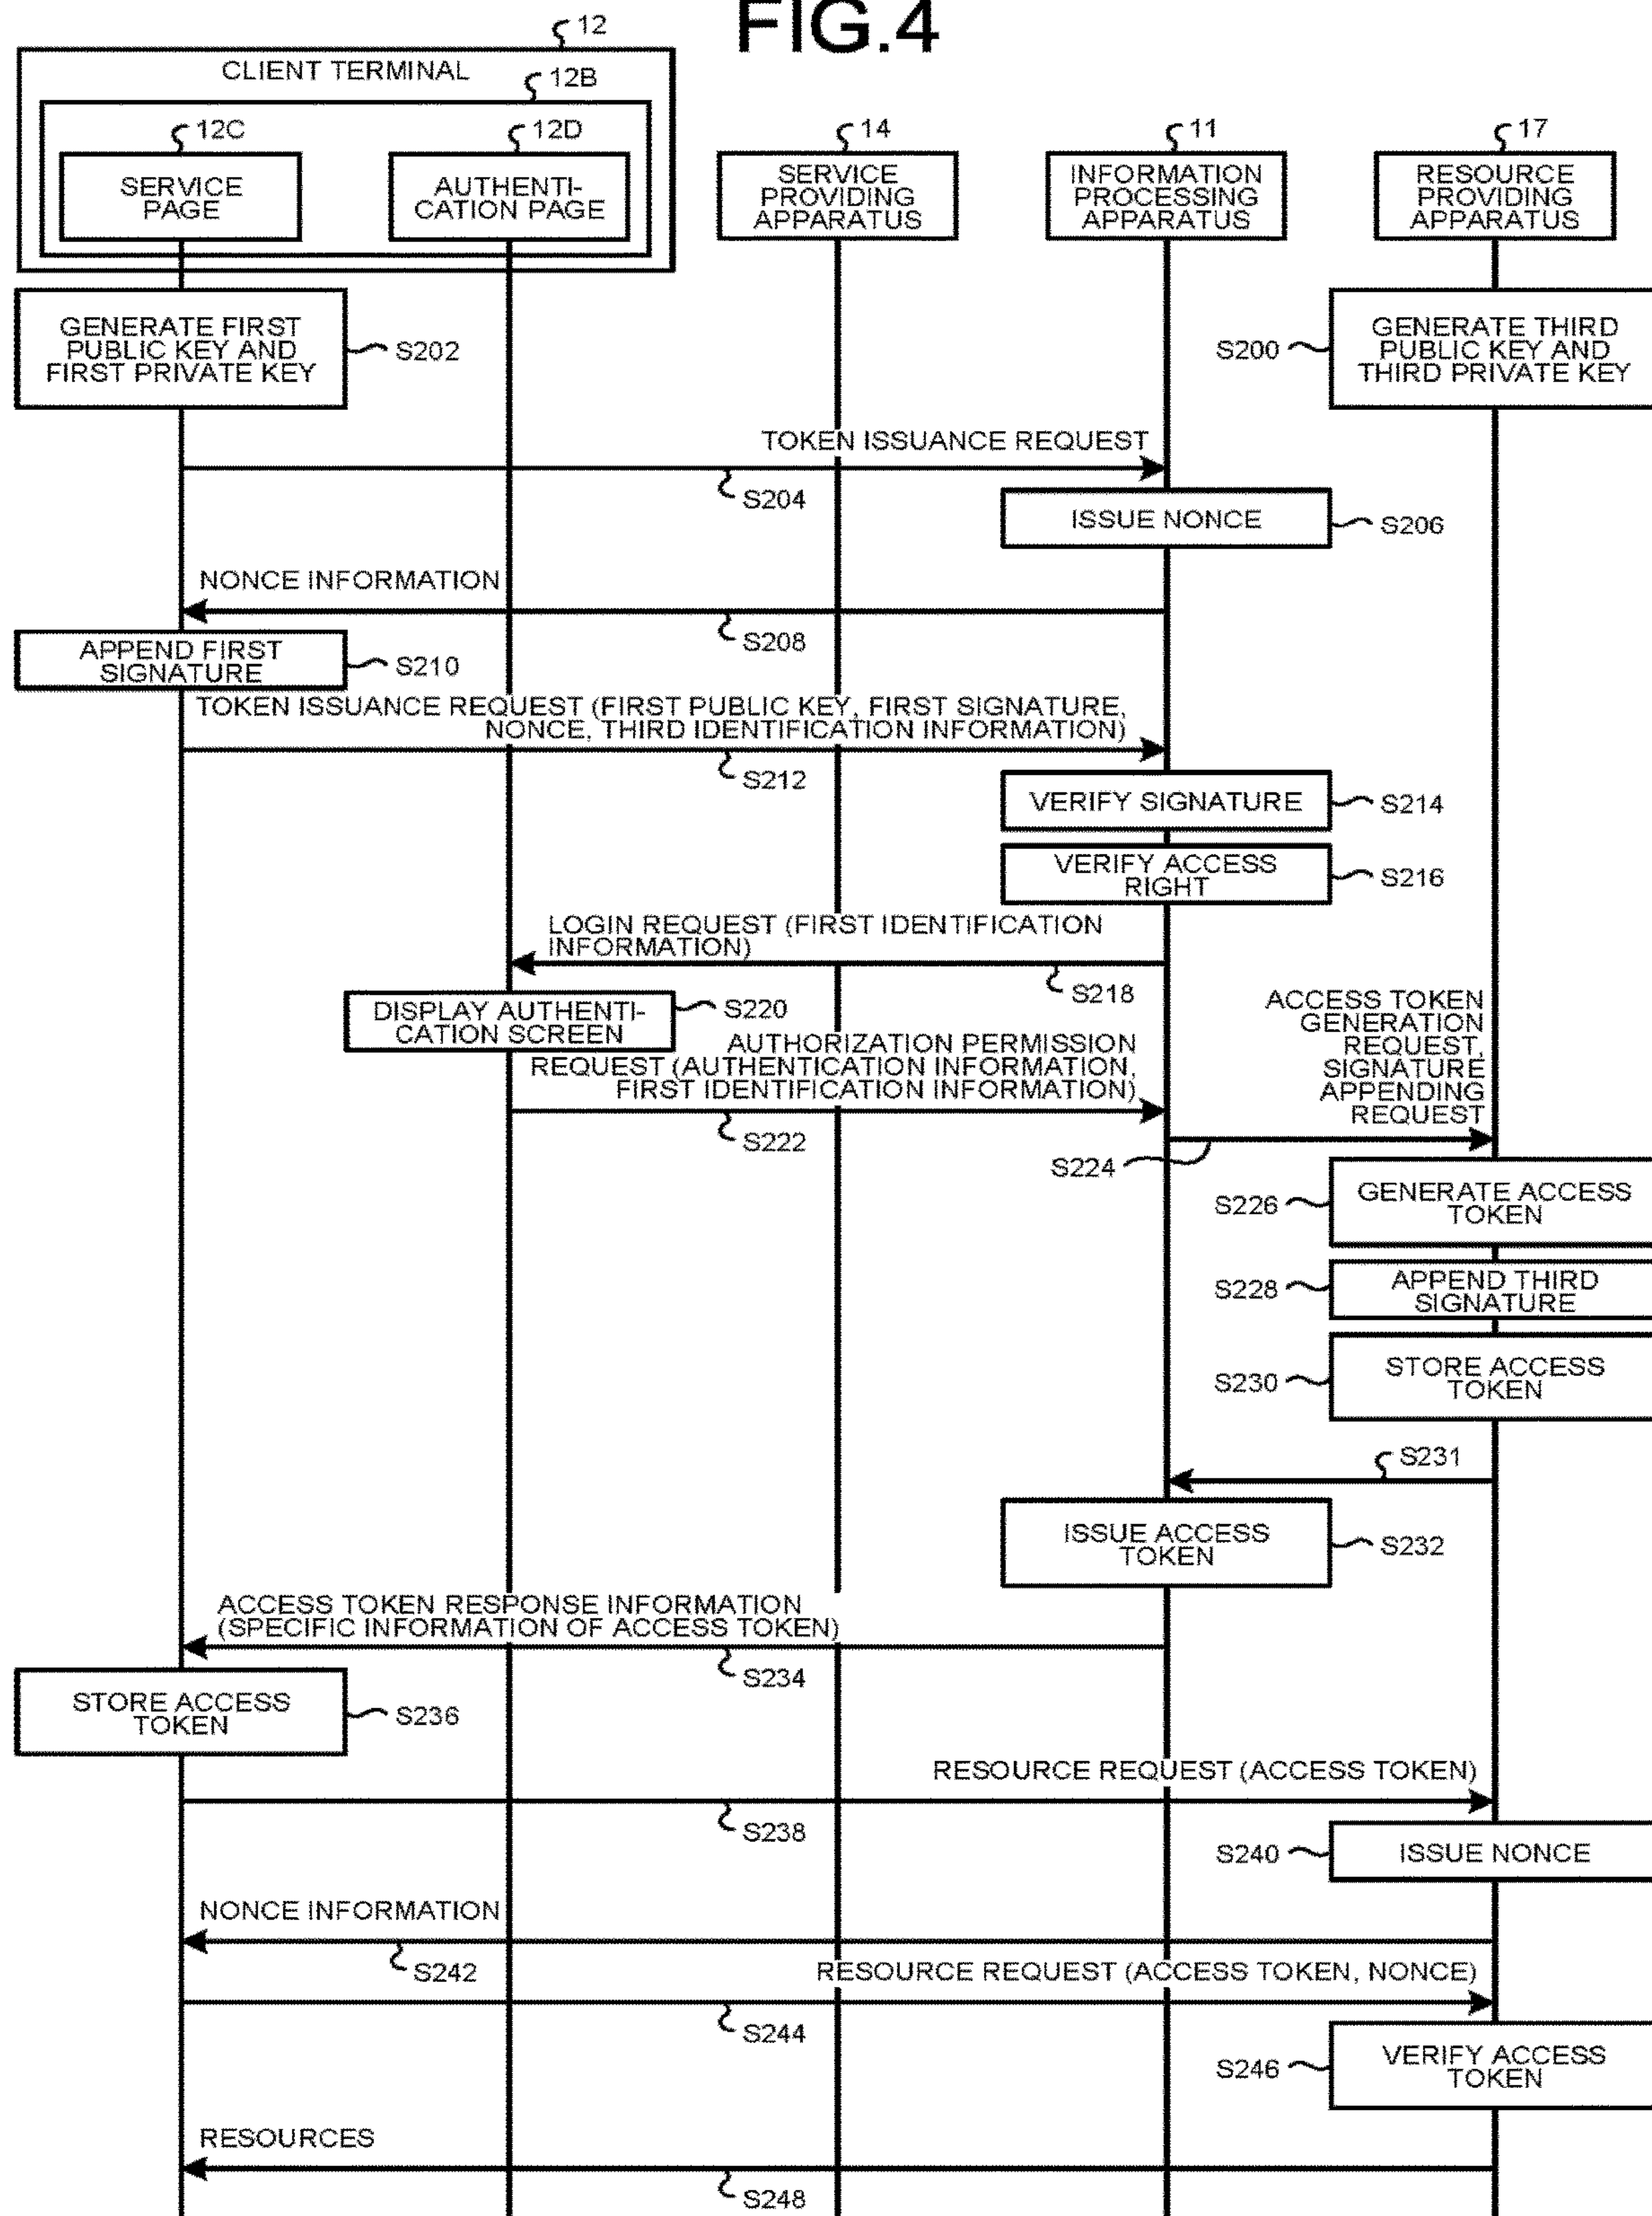 FIG.4
12
CLIENT TERMINAL
12B
12C
12D
14
11
17
SERVICE
PAGE
AUTHENTI-
CATION PAGE
SERVICE
PROVIDING
APPARATUS
INFORMATION
PROCESSING
APPARATUS
RESOURCE
PROVIDING
APPARATUS
GENERATE FIRST
PUBLIC KEY AND
FIRST PRIVATE KEY
S202
S200
GENERATE THIRD
PUBLIC KEY AND
THIRD PRIVATE KEY
TOKEN ISSUANCE REQUEST
S204
ISSUE NONCE
S206
NONCE INFORMATION
S208
APPEND FIRST
SIGNATURE
S210
TOKEN ISSUANCE REQUEST (FIRST PUBLIC KEY, FIRST SIGNATURE,
NONCE, THIRD IDENTIFICATION INFORMATION)
S212
VERIFY SIGNATURE
S214
VERIFY ACCESS
RIGHT
S216
LOGIN REQUEST (FIRST IDENTIFICATION
INFORMATION)
S218
DISPLAY AUTHENTI-
CATION SCREEN
S220
AUTHORIZATION PERMISSION
REQUEST (AUTHENTICATION INFORMATION,
FIRST IDENTIFICATION INFORMATION)
S222
ACCESS TOKEN
GENERATION
REQUEST,
SIGNATURE
APPENDING
REQUEST
S224
S226
GENERATE ACCESS
TOKEN
S228
APPEND THIRD
SIGNATURE
S230
STORE ACCESS
TOKEN
S231
ISSUE ACCESS
TOKEN
S232
ACCESS TOKEN RESPONSE INFORMATION
(SPECIFIC INFORMATION OF ACCESS TOKEN)
S234
STORE ACCESS
TOKEN
S236
RESOURCE REQUEST (ACCESS TOKEN)
S238
S240
ISSUE NONCE
NONCE INFORMATION
S242
RESOURCE REQUEST (ACCESS TOKEN, NONCE)
S244
S246
VERIFY ACCESS
TOKEN
RESOURCES
S248